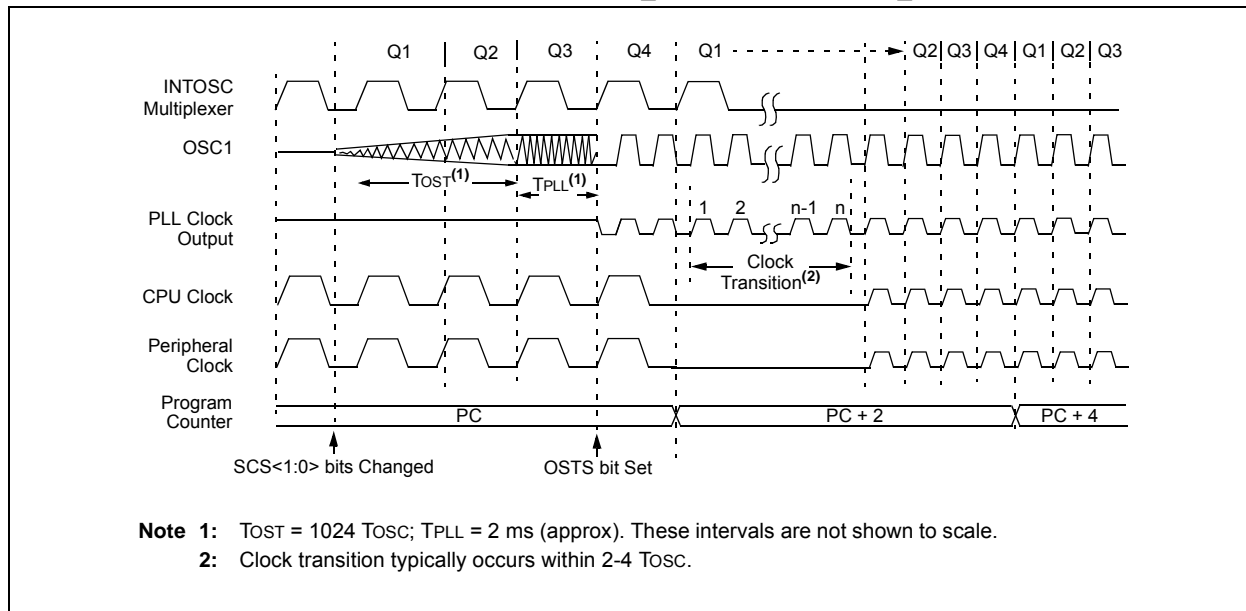 Q1 Q2 Q3 Q4 Q1 Q2 Q3 Q4 Q1 Q2 Q3
INTOSC
Multiplexer
OSC1
TOST(1)
TPLL(1)
1 2 n-1 n
PLL Clock
Output
Clock
Transition(2)
CPU Clock
Peripheral
Clock
Program
Counter
PC PC + 2 PC + 4
SCS<1:0> bits Changed OSTS bit Set
Note 1: TOST = 1024 TOSC; TPLL = 2 ms (approx). These intervals are not shown to scale.
2: Clock transition typically occurs within 2-4 TOSC.